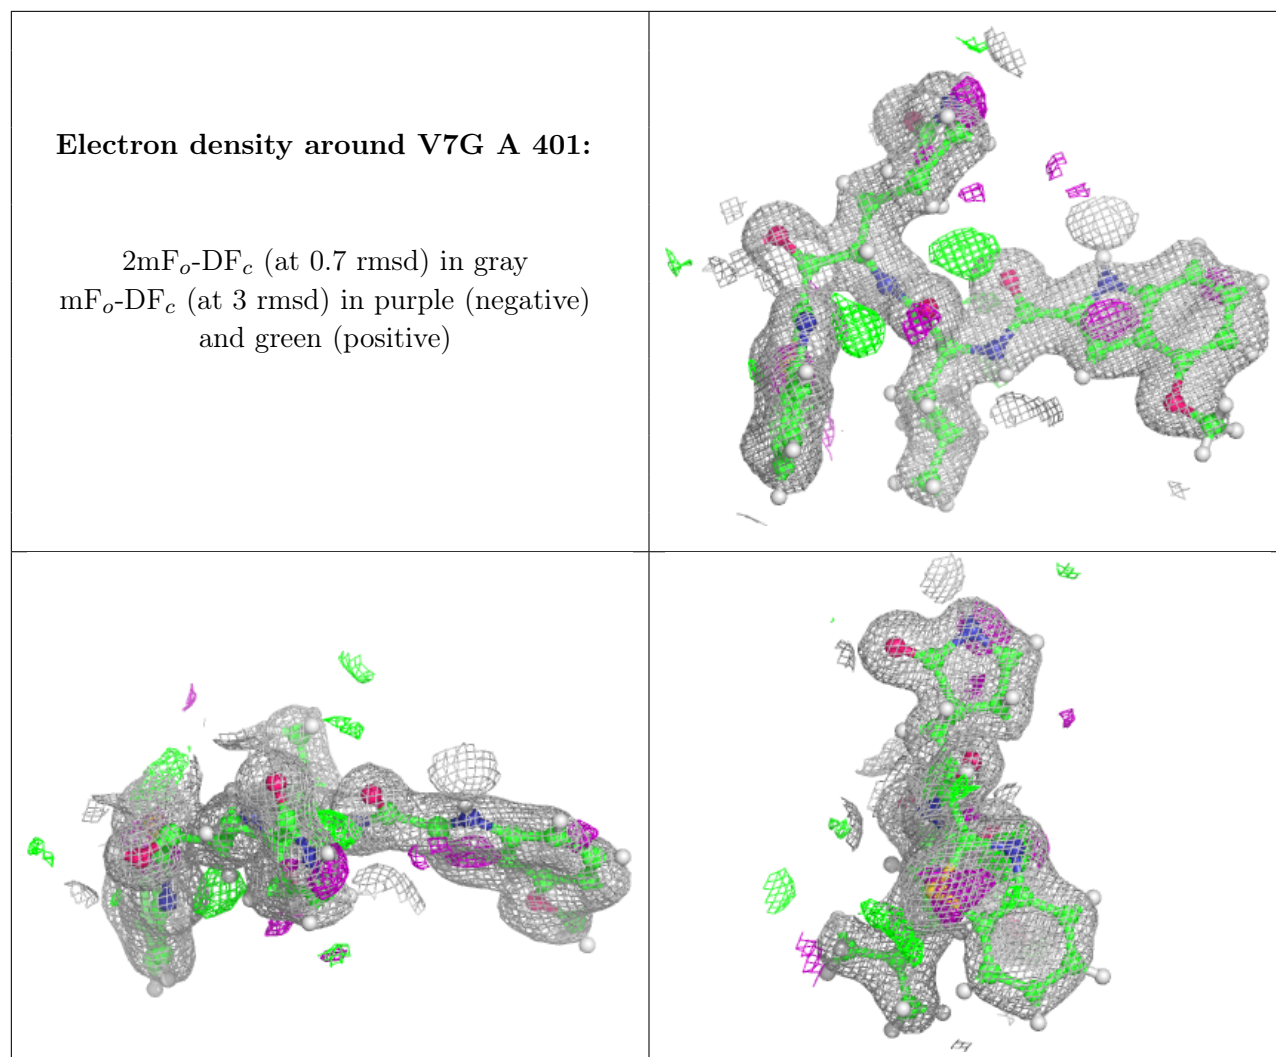 Electron density around V7G A 401:
2mFo-DFc (at 0.7 rmsd) in gray
mFo-DFc (at 3 rmsd) in purple (negative)
and green (positive)